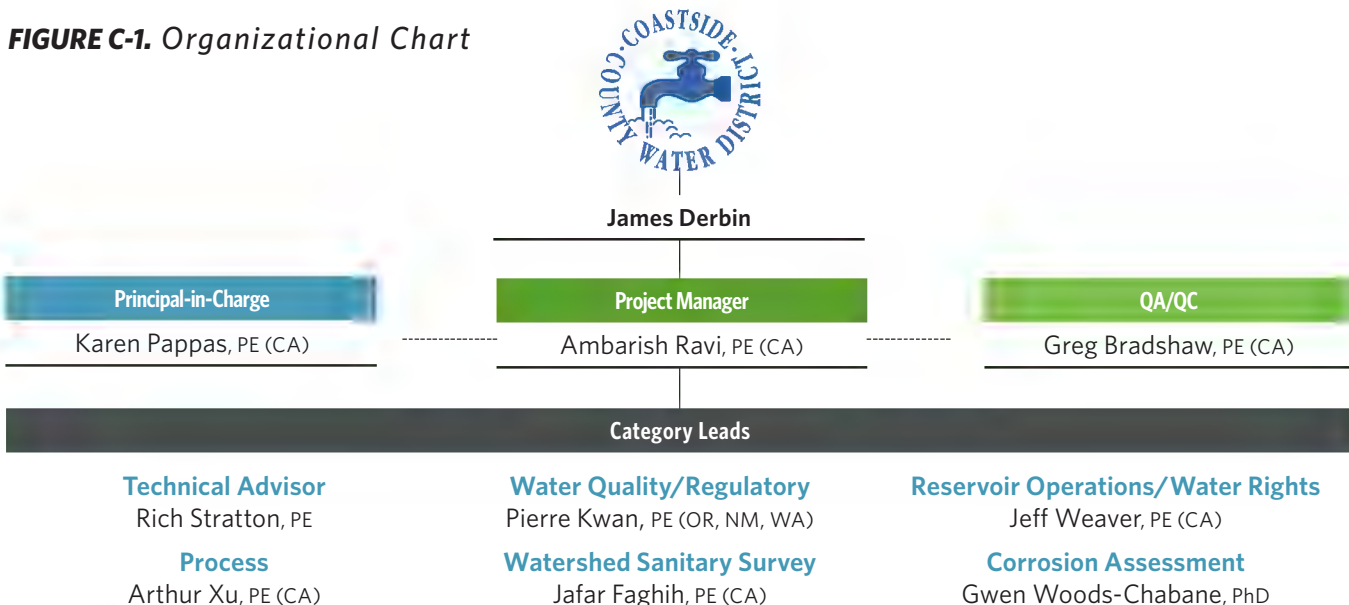 FIGURE C-1. Organizational Chart
COASTSIDE · COUNTY · WATER DISTRICT
James Derbin
Principal-in-Charge
Karen Pappas, PE (CA)
Project Manager
Ambarish Ravi, PE (CA)
QA/QC
Greg Bradshaw, PE (CA)
Category Leads
Technical Advisor
Rich Stratton, PE
Water Quality/Regulatory
Pierre Kwan, PE (OR, NM, WA)
Reservoir Operations/Water Rights
Jeff Weaver, PE (CA)
Process
Arthur Xu, PE (CA)
Watershed Sanitary Survey
Jafar Faghih, PE (CA)
Corrosion Assessment
Gwen Woods-Chabane, PhD